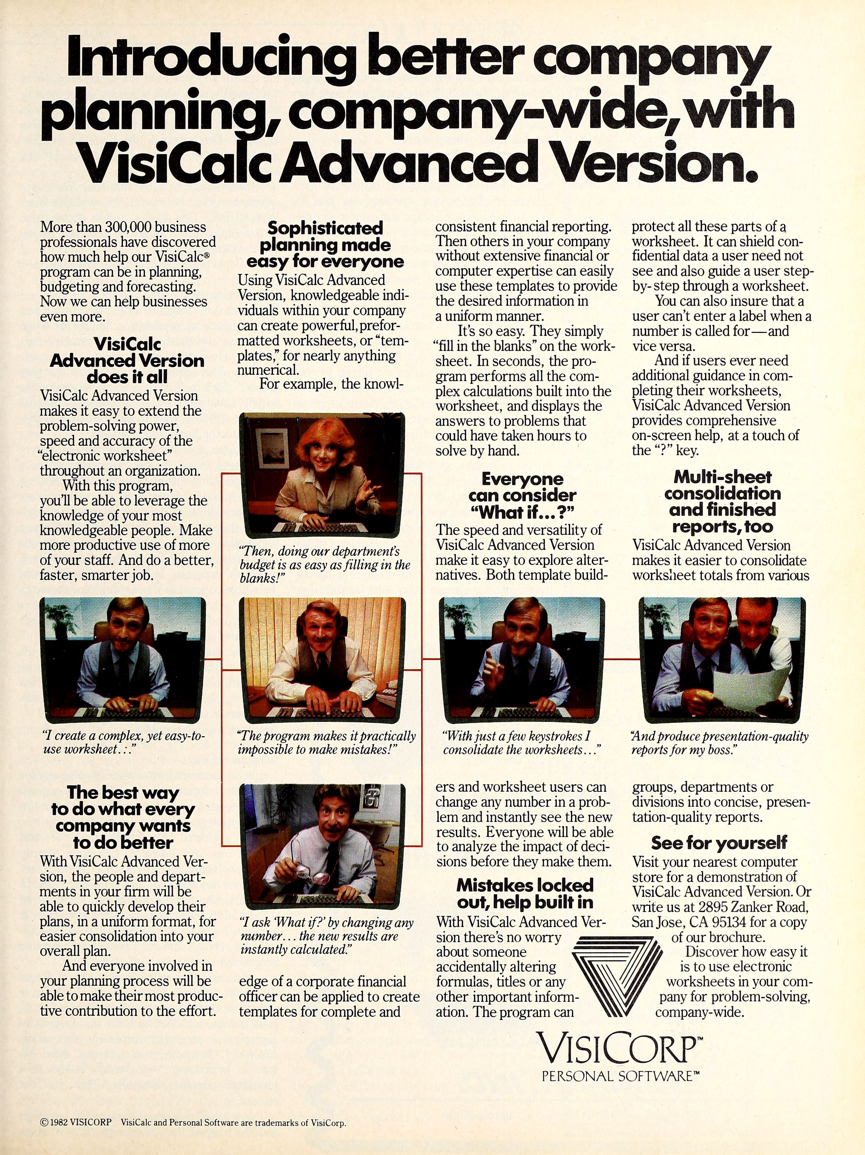 Introducing better company
planning, company-wide, with
VisiCalc Advanced Version.
More than 300,000 business
professionals have discovered
how much help our VisiCalc®
program can be in planning,
budgeting and forecasting.
Now we can help businesses
even more.
VisiCalc
Advanced Version
does it all
VisiCalc Advanced Version
makes it easy to extend the
problem-solving power,
speed and accuracy of the
"electronic worksheet"
throughout an organization.
With this program,
you'll be able to leverage the
knowledge of your most
knowledgeable people. Make
more productive use of more
of your staff. And do a better,
faster, smarter job.
"I create a complex, yet easy-to-
use worksheet..."
The best way
to do what every
company wants
to do better
With VisiCalc Advanced Ver-
sion, the people and depart-
ments in your firm will be
able to quickly develop their
plans, in a uniform format, for
easier consolidation into your
overall plan.
And everyone involved in
your planning process will be
able to make their most produc-
tive contribution to the effort.
Sophisticated
planning made
easy for everyone
Using VisiCalc Advanced
Version, knowledgeable indi-
viduals within your company
can create powerful, prefor-
matted worksheets, or "tem-
plates," for nearly anything
numerical.
For example, the knowl-
"Then, doing our department's
budget is as easy as filling in the
blanks!"
"The program makes it practically
impossible to make mistakes!"
"I ask 'What if?' by changing any
number... the new results are
instantly calculated."
edge of a corporate financial
officer can be applied to create
templates for complete and
consistent financial reporting.
Then others in your company
without extensive financial or
computer expertise can easily
use these templates to provide
the desired information in
a uniform manner.
It's so easy. They simply
"fill in the blanks" on the work-
sheet. In seconds, the pro-
gram performs all the com-
plex calculations built into the
worksheet, and displays the
answers to problems that
could have taken hours to
solve by hand.
Everyone
can consider
"What if...?"
The speed and versatility of
VisiCalc Advanced Version
make it easy to explore alter-
natives. Both template build-
"With just a few keystrokes I
consolidate the worksheets..."
ers and worksheet users can
change any number in a prob-
lem and instantly see the new
results. Everyone will be able
to analyze the impact of deci-
sions before they make them.
Mistakes locked
out, help built in
With VisiCalc Advanced Ver-
sion there's no worry
about someone
accidentally altering
formulas, titles or any
other important inform-
ation. The program can
protect all these parts of a
worksheet. It can shield con-
fidential data a user need not
see and also guide a user step-
by-step through a worksheet.
You can also insure that a
user can't enter a label when a
number is called for—and
vice versa.
And if users ever need
additional guidance in com-
pleting their worksheets,
VisiCalc Advanced Version
provides comprehensive
on-screen help, at a touch of
the "?" key.
Multi-sheet
consolidation
and finished
reports, too
VisiCalc Advanced Version
makes it easier to consolidate
worksheet totals from various
"And produce presentation-quality
reports for my boss."
groups, departments or
divisions into concise, presen-
tation-quality reports.
See for yourself
Visit your nearest computer
store for a demonstration of
VisiCalc Advanced Version. Or
write us at 2895 Zanker Road,
San Jose, CA 95134 for a copy
of our brochure.
Discover how easy it
is to use electronic
worksheets in your com-
pany for problem-solving,
company-wide.
VISICORP™
PERSONAL SOFTWARE™
© 1982 VISICORP VisiCalc and Personal Software are trademarks of VisiCorp.